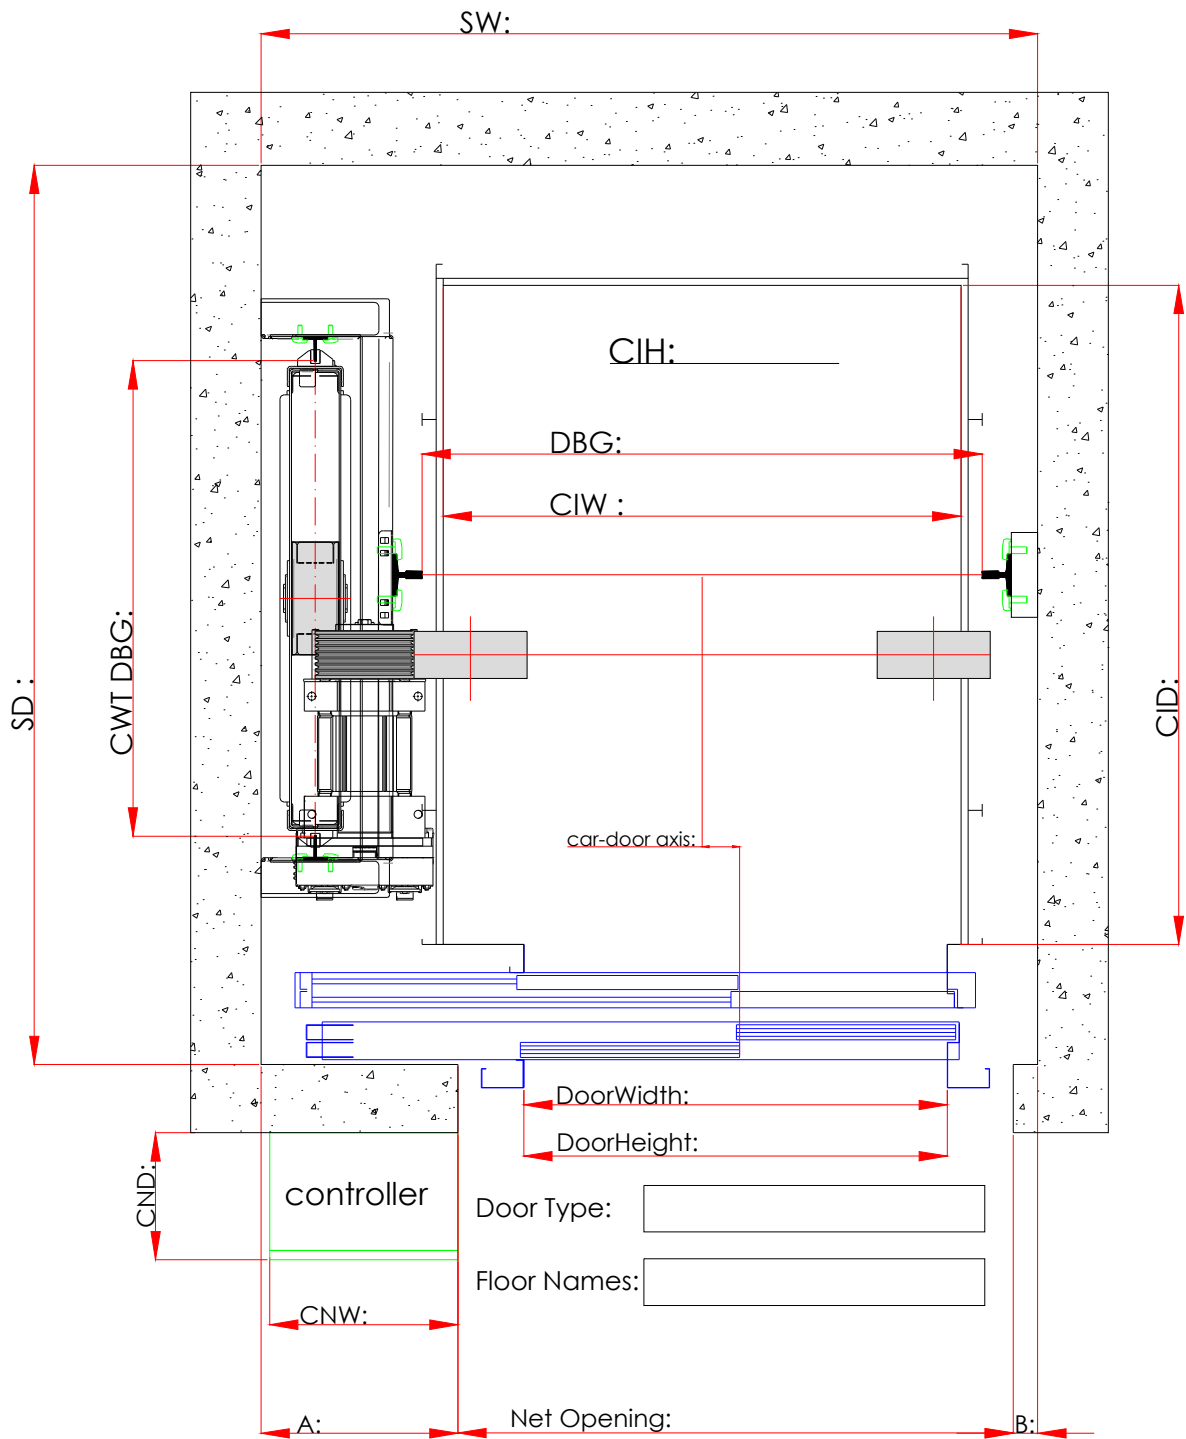 SW:
CIH:
DBG:
CIW :
CWT DBG:
SD :
CID:
car-door axis:
DoorWidth:
DoorHeight:
CND:
controller
Door Type:
Floor Names:
CNW:
A:
Net Opening:
B: